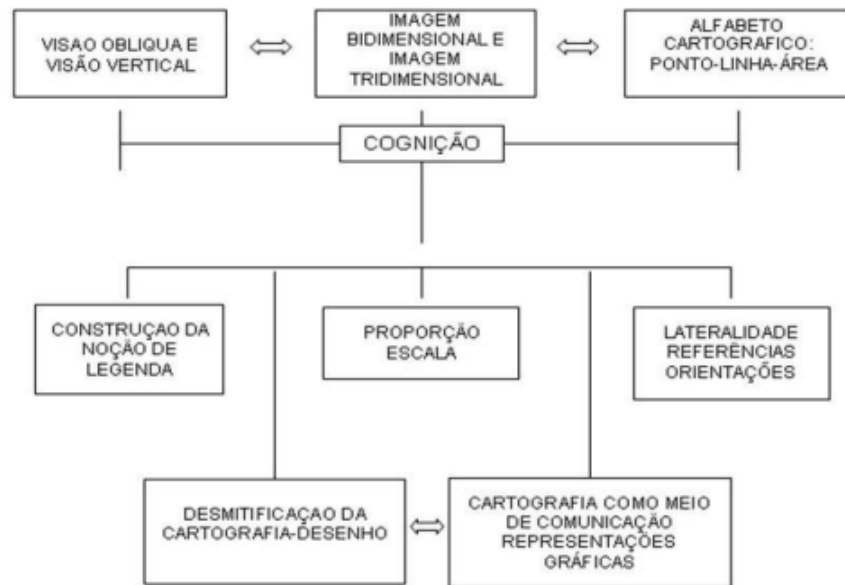 VISAO OBLIQUA E
VISÃO VERTICAL
IMAGEM
BIDIMENSIONAL E
IMAGEM
TRIDIMENSIONAL
ALFABETO
CARTOGRAFICO:
PONTO-LINHA-ÁREA
COGNIÇÃO
CONSTRUÇAO DA
NOÇÃO DE
LEGENDA
PROPORÇÃO
ESCALA
LATERALIDADE
REFERÊNCIAS
ORIENTAÇÕES
DESMITIFICAÇAO DA
CARTOGRAFIA-DESENHO
CARTOGRAFIA COMO MEIO
DE COMUNICAÇÃO
REPRESENTAÇÕES
GRÁFICAS